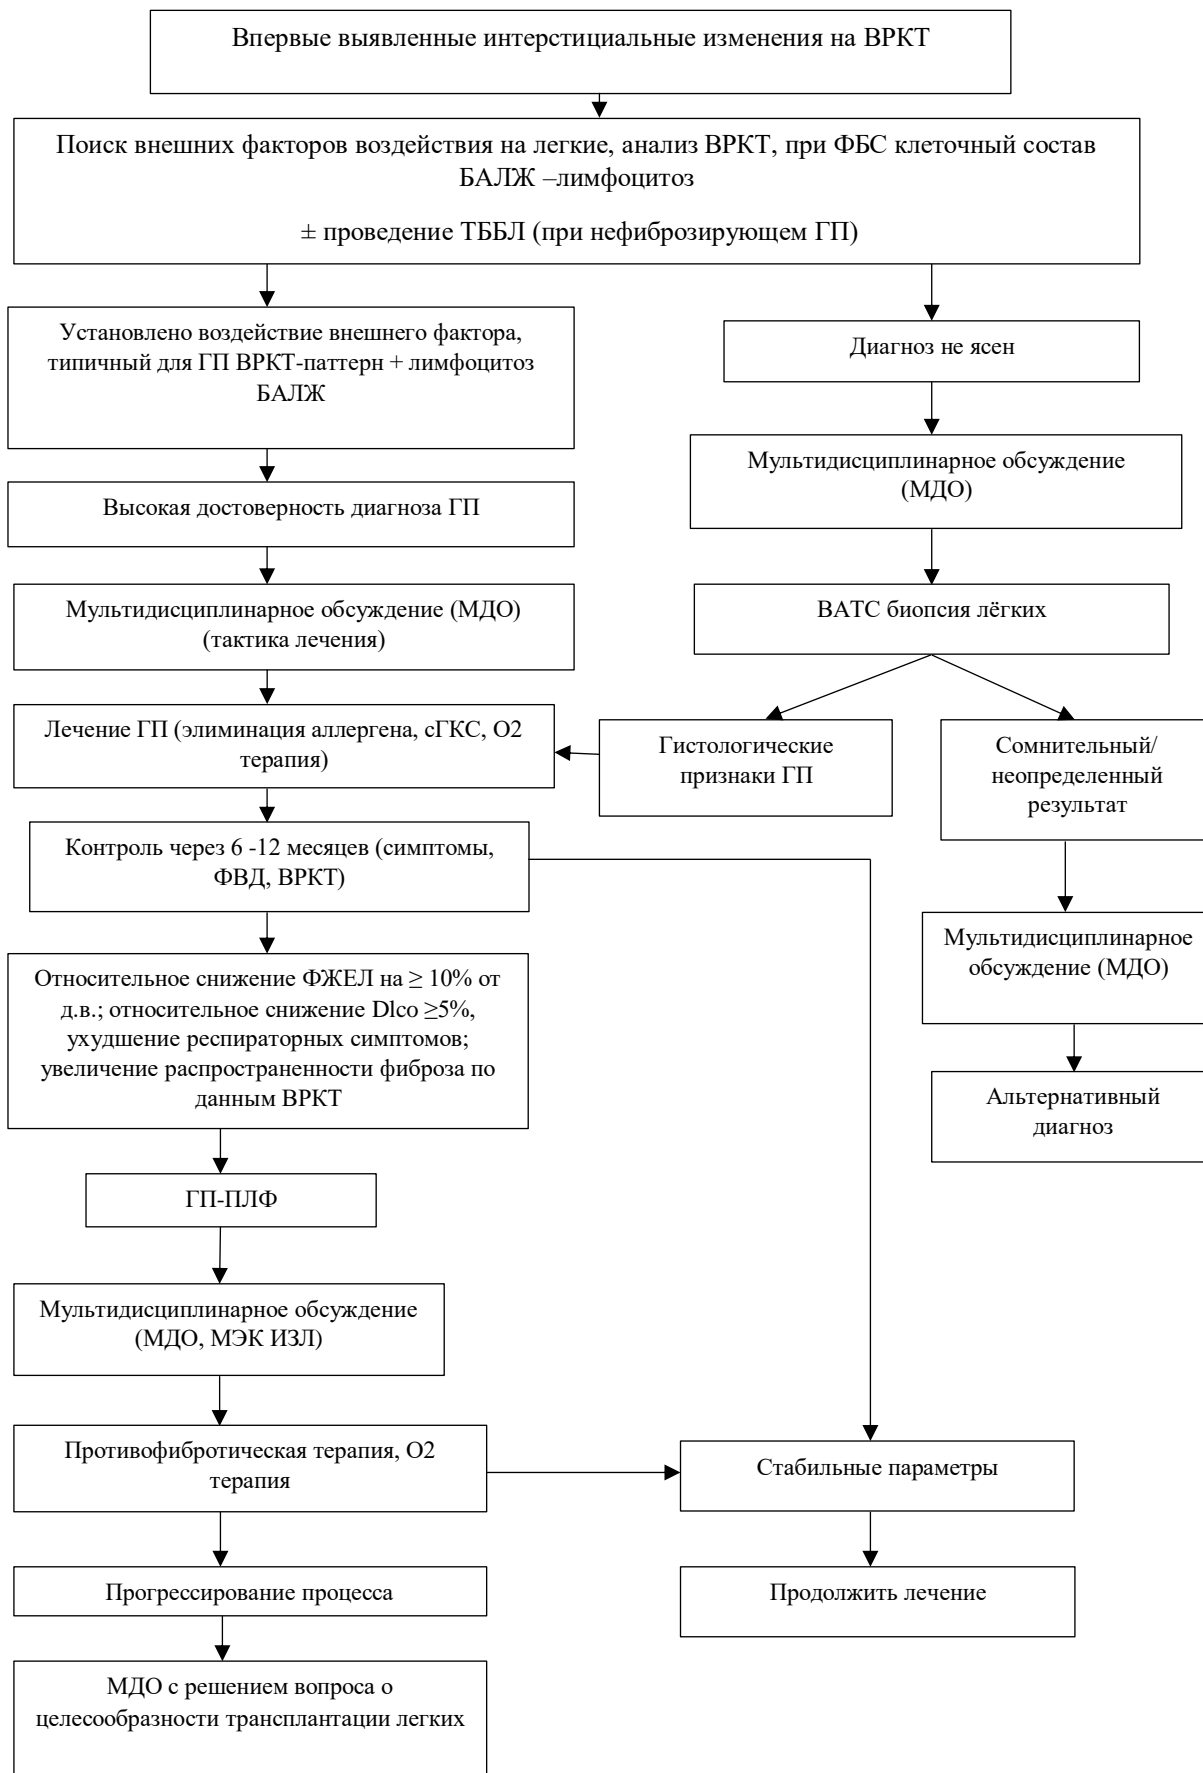 Впервые выявленные интерстициальные изменения на ВРКТ
Поиск внешних факторов воздействия на легкие, анализ ВРКТ, при ФБС клеточный состав
БАЛЖ –лимфоцитоз
± проведение ТББЛ (при нефиброзирующем ГП)
Установлено воздействие внешнего фактора,
типичный для ГП ВРКТ-паттерн + лимфоцитоз
БАЛЖ
Диагноз не ясен
Мультидисциплинарное обсуждение
(МДО)
Высокая достоверность диагноза ГП
Мультидисциплинарное обсуждение (МДО)
(тактика лечения)
ВАТС биопсия лёгких
Лечение ГП (элиминация аллергена, сГКС, О2
терапия)
Гистологические
признаки ГП
Сомнительный/
неопределенный
результат
Контроль через 6 -12 месяцев (симптомы,
ФВД, ВРКТ)
Мультидисциплинарное
обсуждение (МДО)
Относительное снижение ФЖЕЛ на ≥ 10% от
д.в.; относительное снижение Dlco ≥5%,
ухудшение респираторных симптомов;
увеличение распространенности фиброза по
данным ВРКТ
Альтернативный
диагноз
ГП-ПЛФ
Мультидисциплинарное обсуждение
(МДО, МЭК ИЗЛ)
Противофибротическая терапия, О2
терапия
Стабильные параметры
Прогрессирование процесса
Продолжить лечение
МДО с решением вопроса о
целесообразности трансплантации легких